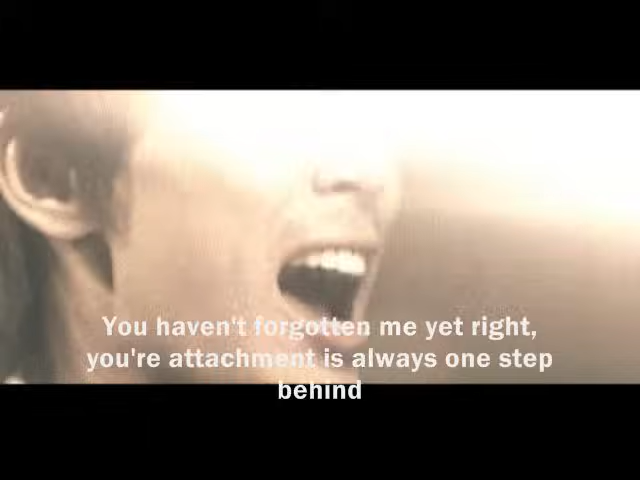 You haven't forgotten me yet right,
you're attachment is always one step
behind